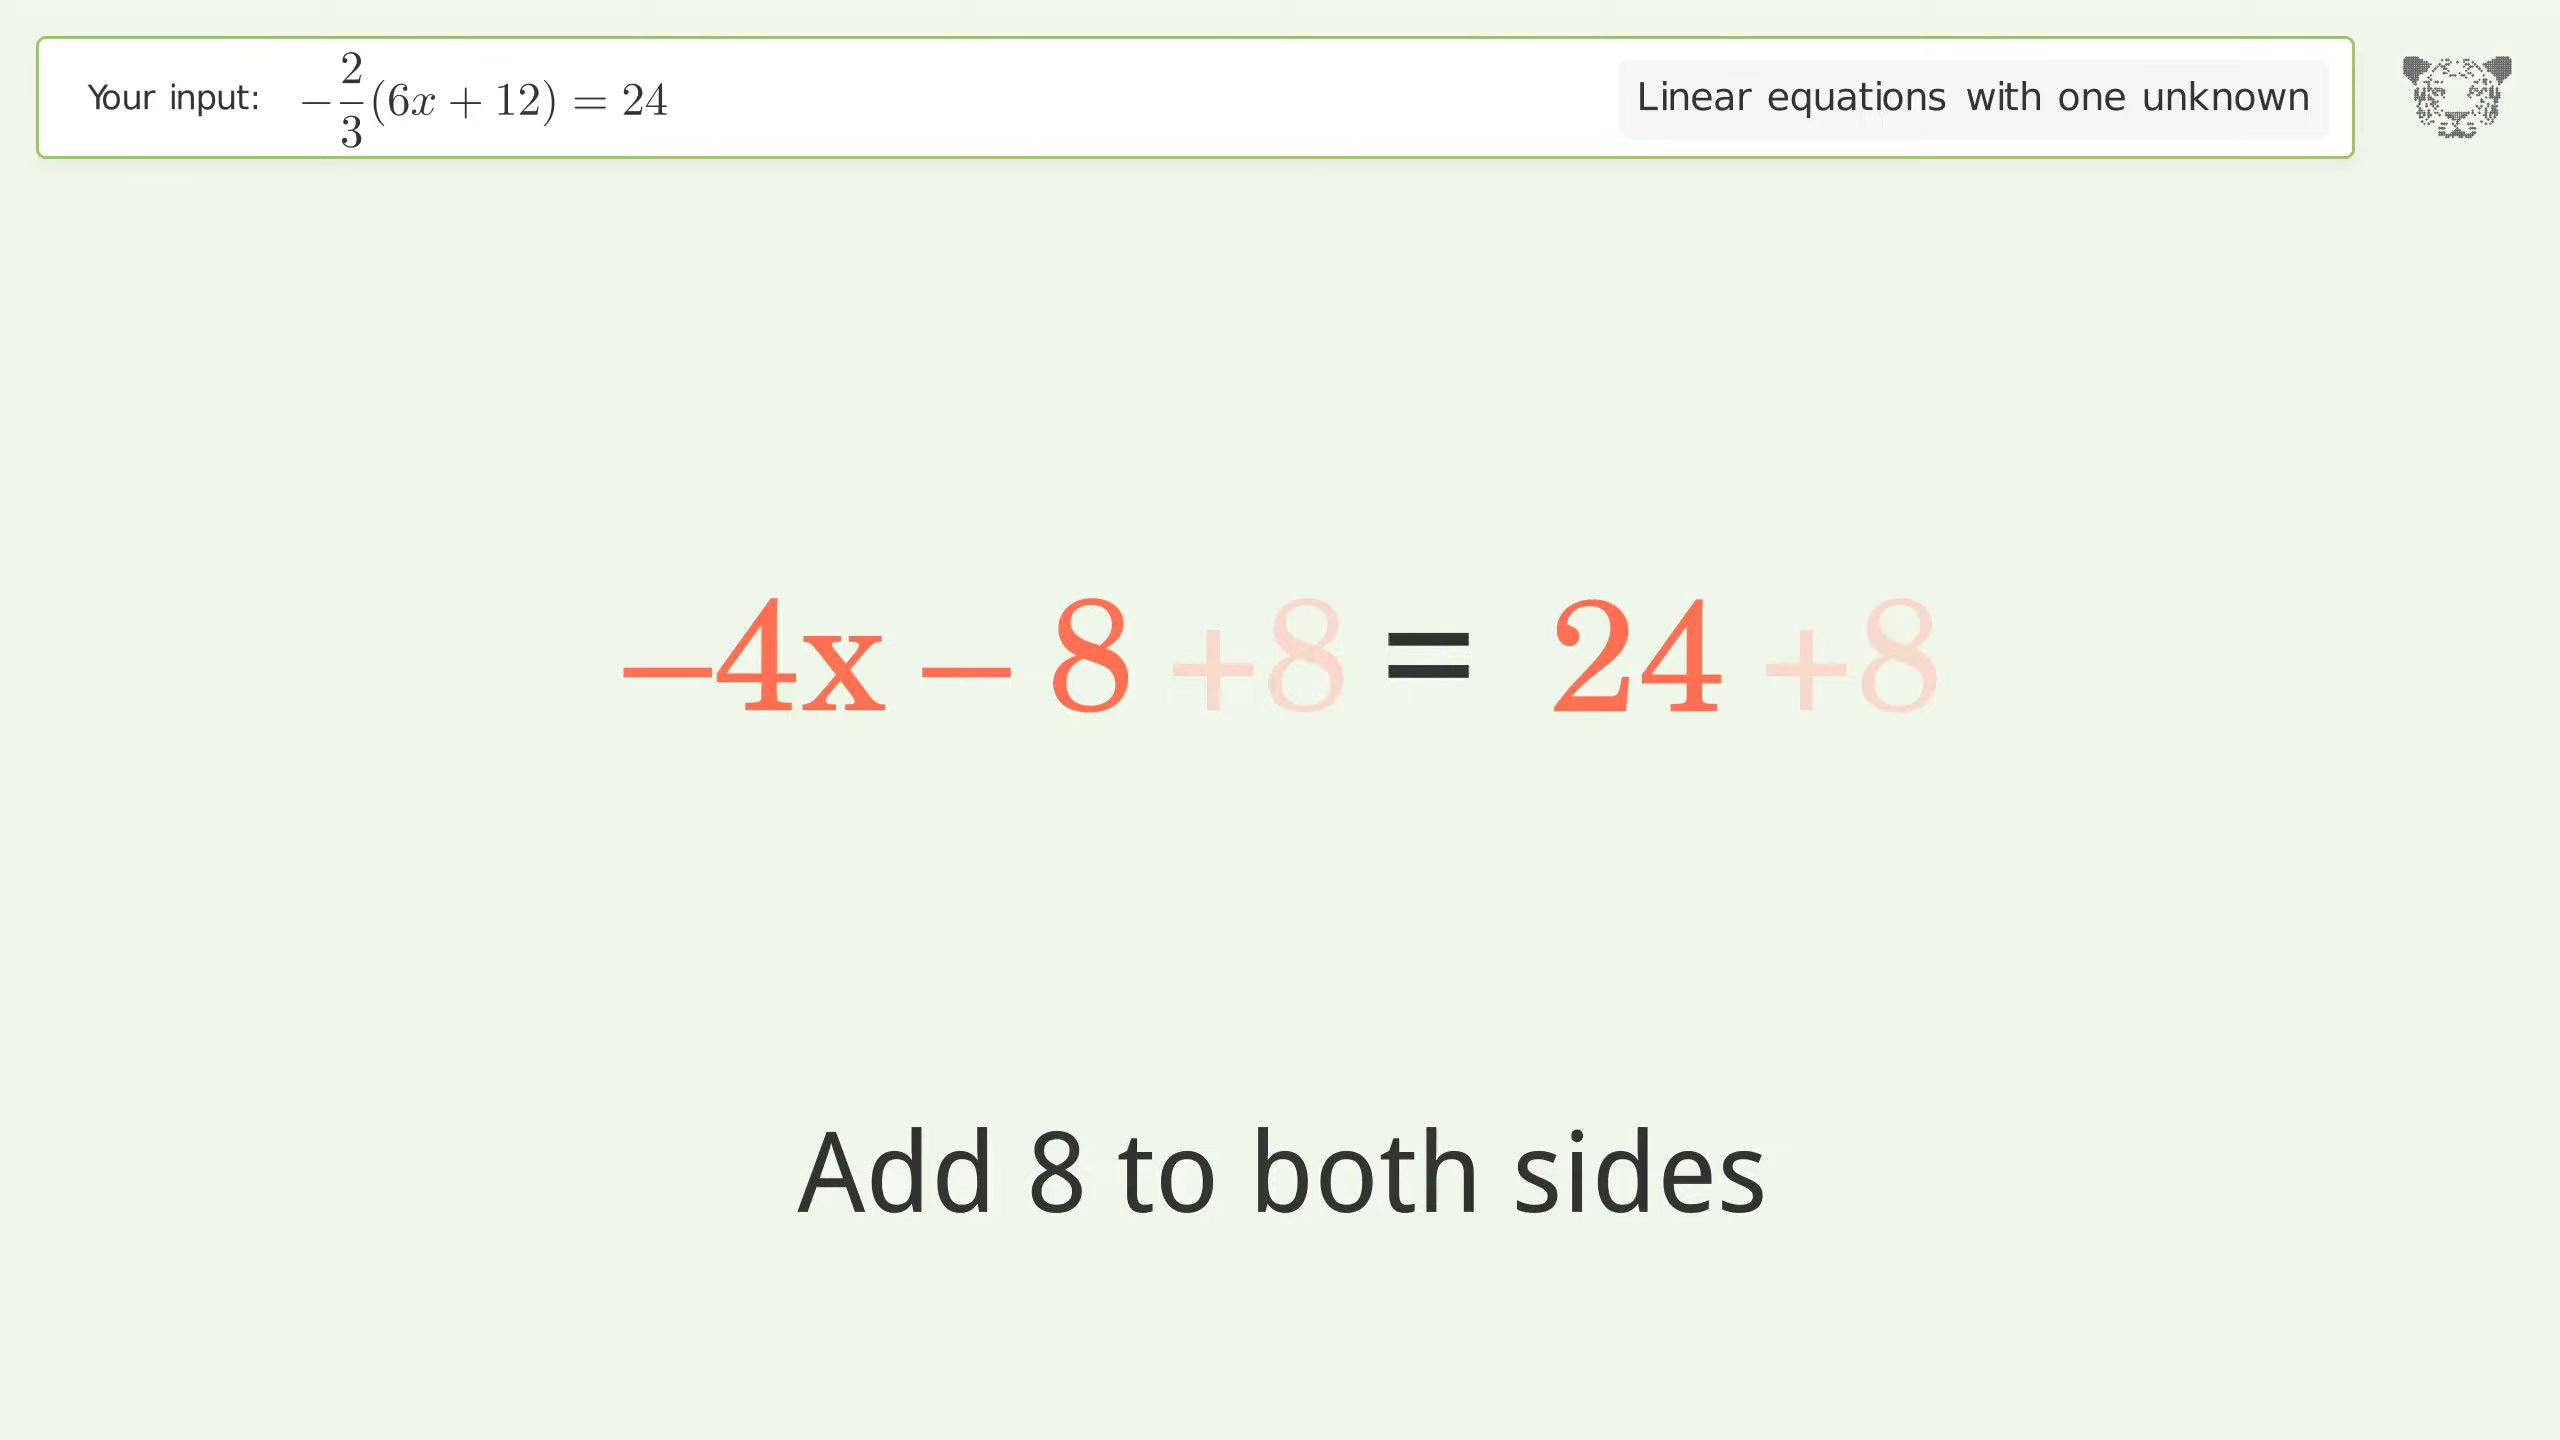 Your input: −2/3(6x + 12) = 24
Linear equations with one unknown
−4x − 8 +8 = 24 +8
Add 8 to both sides